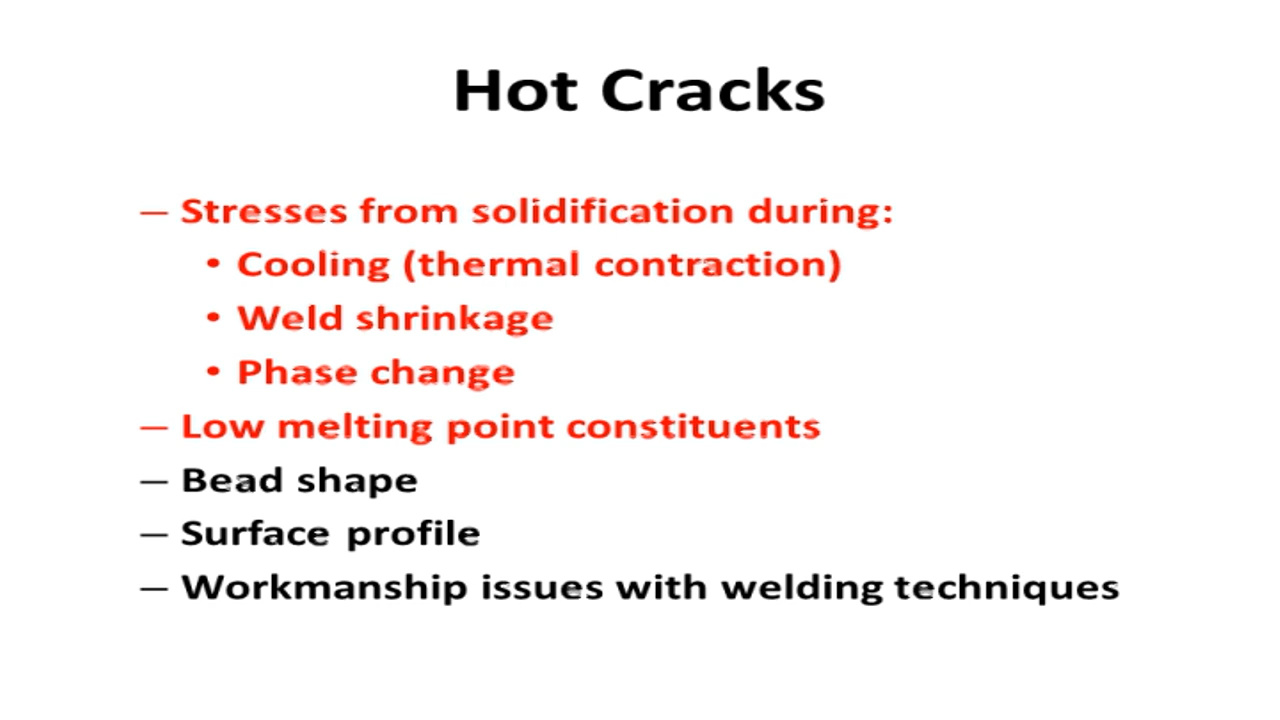 Hot Cracks
– Stresses from solidification during:
• Cooling (thermal contraction)
• Weld shrinkage
• Phase change
– Low melting point constituents
– Bead shape
– Surface profile
– Workmanship issues with welding techniques